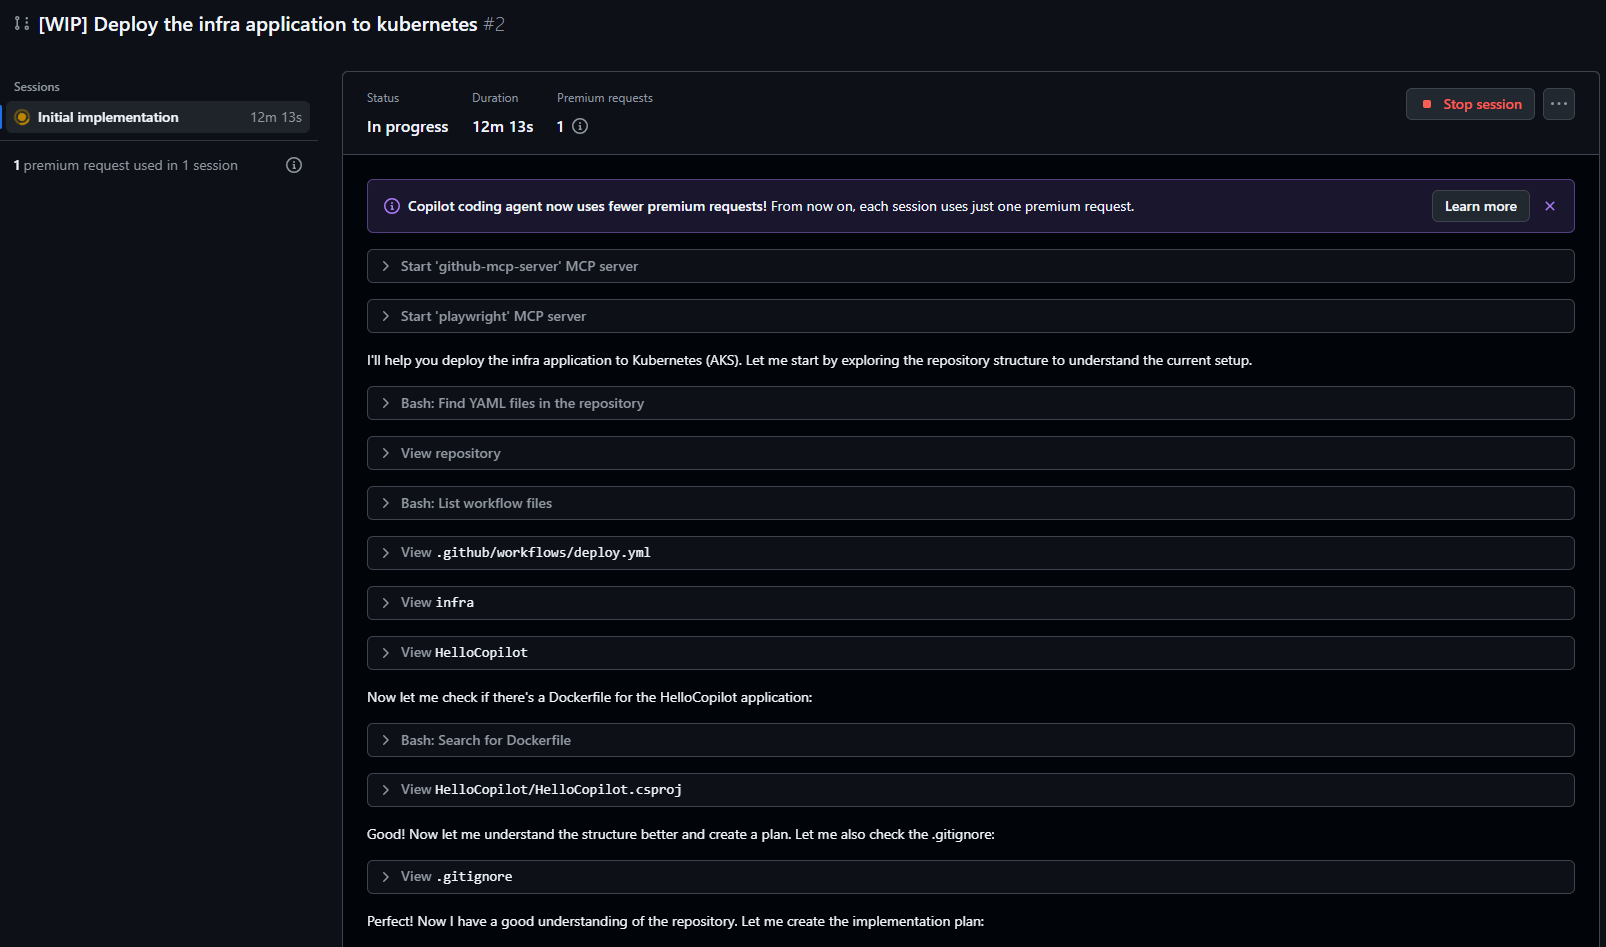 [WIP] Deploy the infra application to kubernetes #2
Sessions
Initial implementation 12m 13s
1 premium request used in 1 session
Status Duration Premium requests
In progress 12m 13s 1
Stop session
Copilot coding agent now uses fewer premium requests! From now on, each session uses just one premium request.
Learn more
Start 'github-mcp-server' MCP server
Start 'playwright' MCP server
I'll help you deploy the infra application to Kubernetes (AKS). Let me start by exploring the repository structure to understand the current setup.
Bash: Find YAML files in the repository
View repository
Bash: List workflow files
View .github/workflows/deploy.yml
View infra
View HelloCopilot
Now let me check if there's a Dockerfile for the HelloCopilot application:
Bash: Search for Dockerfile
View HelloCopilot/HelloCopilot.csproj
Good! Now let me understand the structure better and create a plan. Let me also check the .gitignore:
View .gitignore
Perfect! Now I have a good understanding of the repository. Let me create the implementation plan: